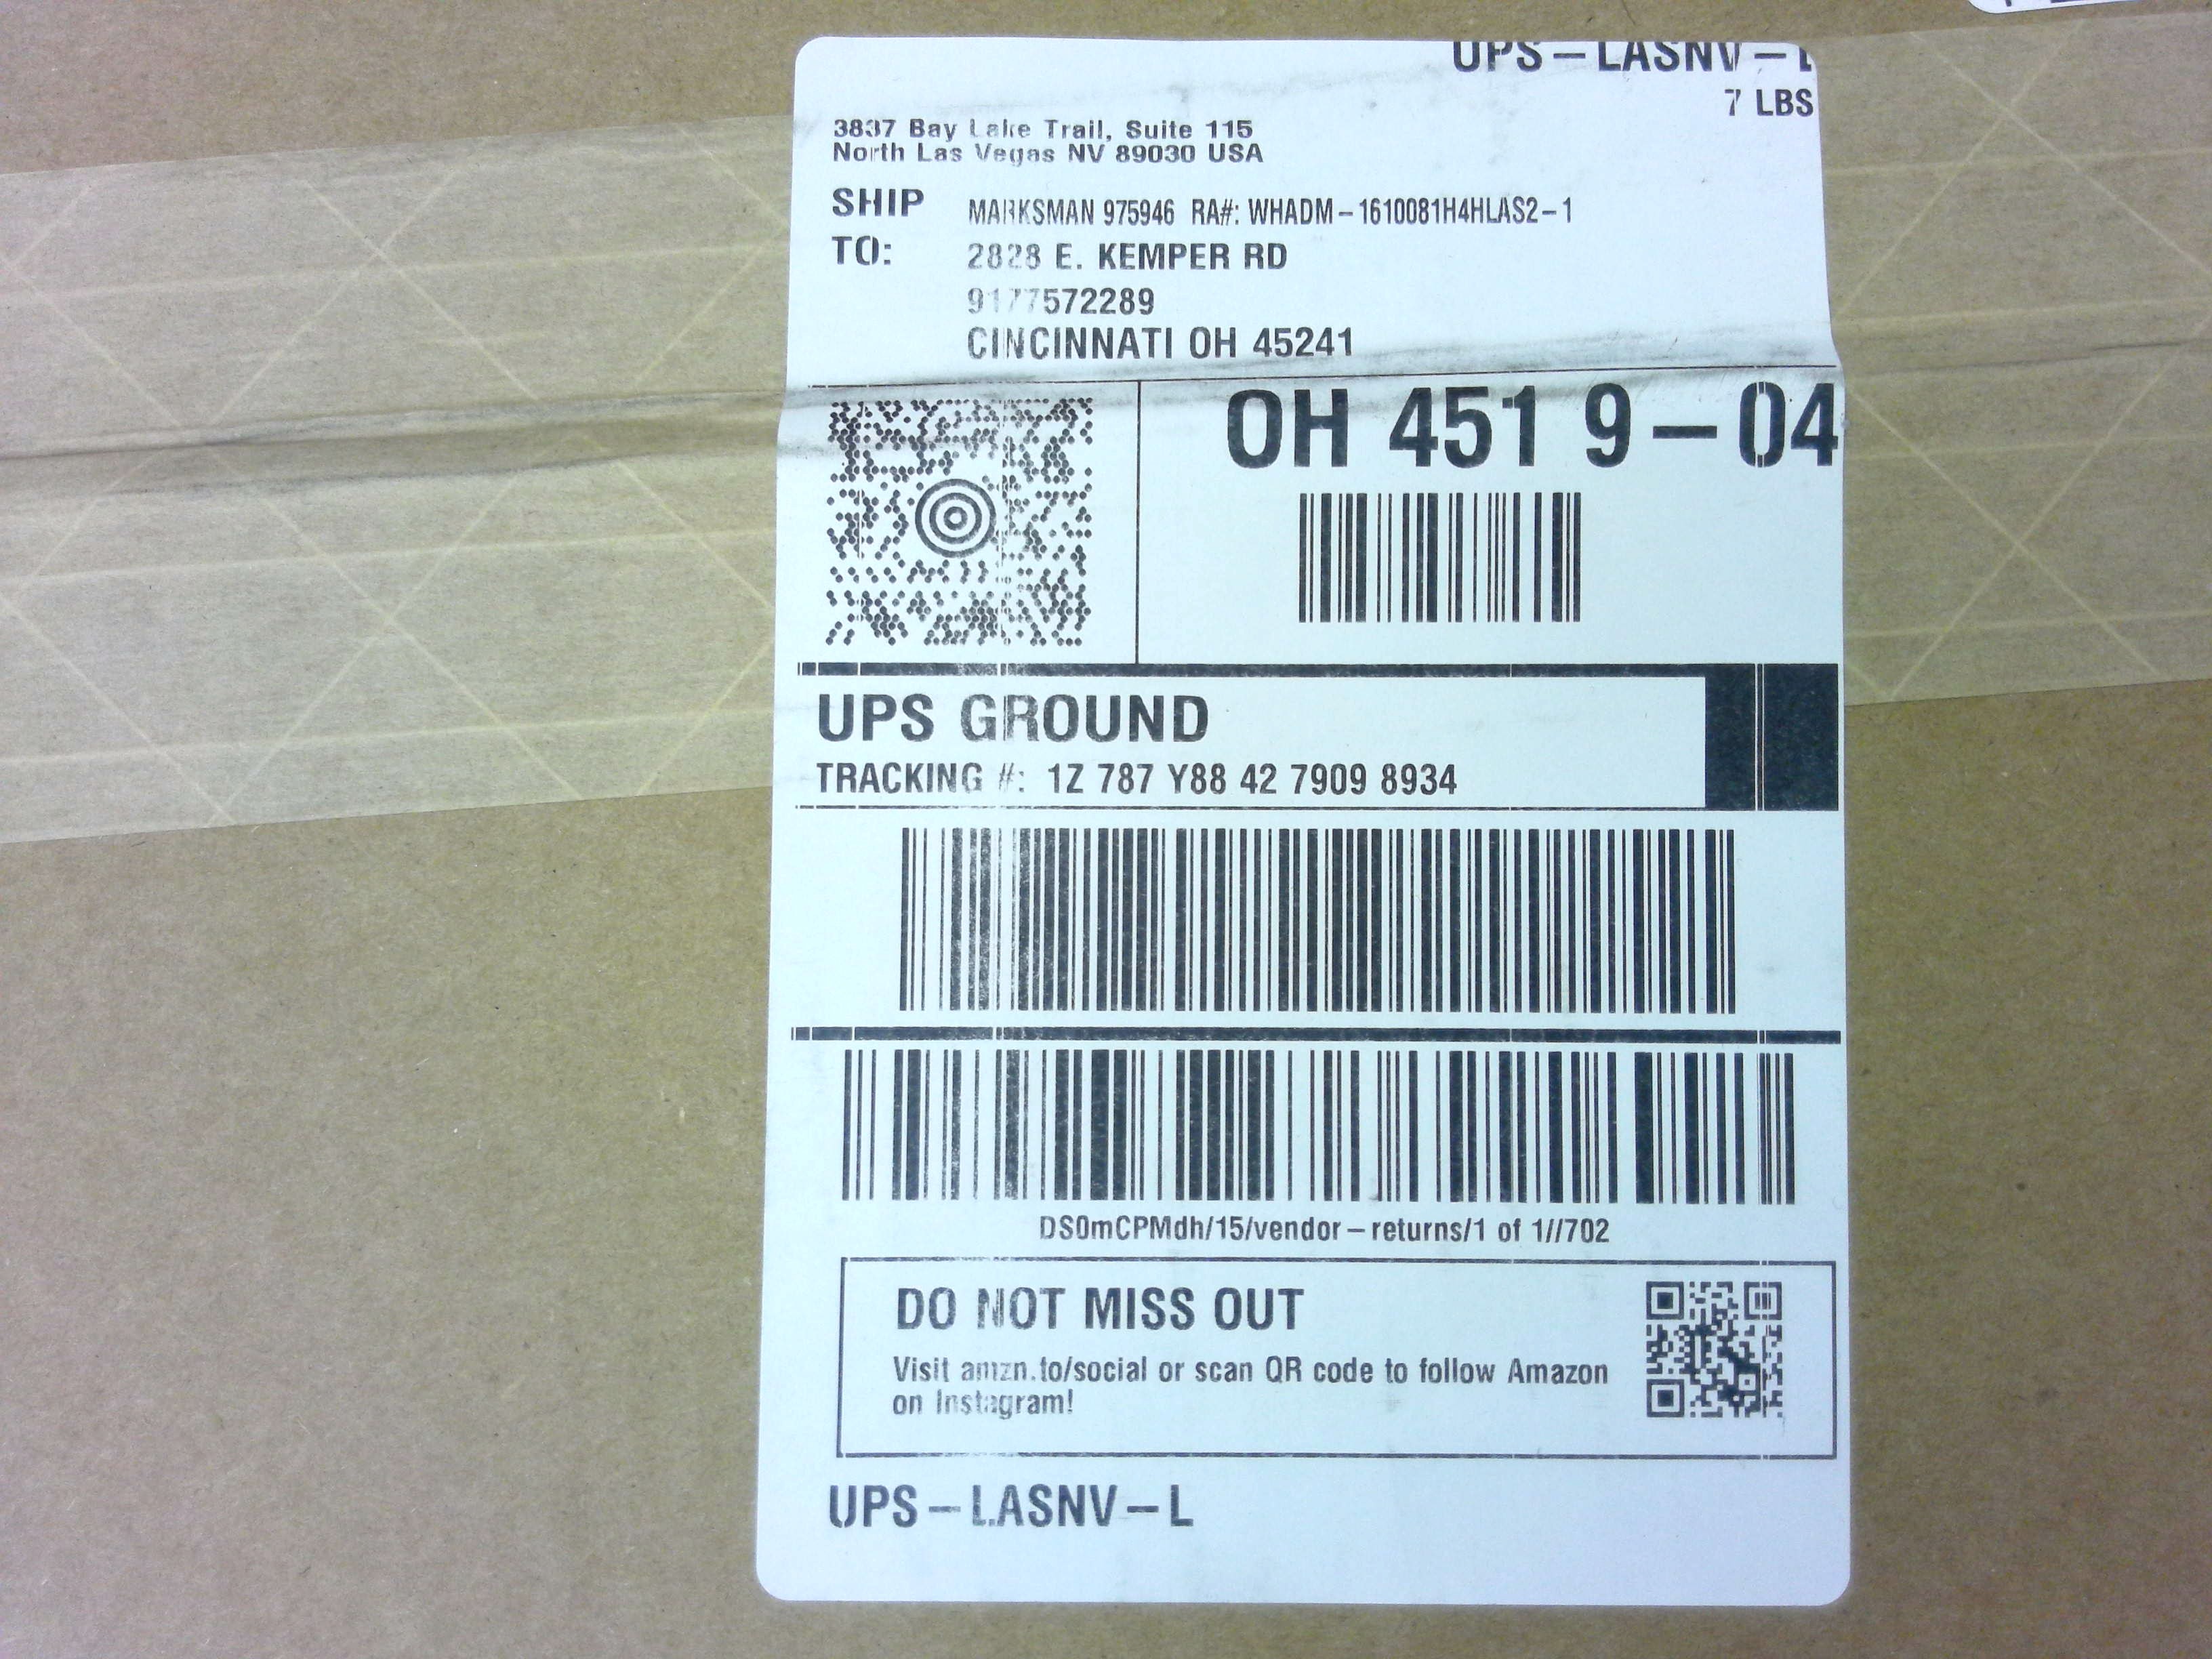 UPS-LASNV-L
7 LBS
3837 Bay Lake Trail, Suite 115
North Las Vegas NV 89030 USA
SHIP TO:
MARKSMAN 975946 RA#: WHADM-1610081H4HLAS2-1
2828 E. KEMPER RD
9177572289
CINCINNATI OH 45241
OH 451 9-04
UPS GROUND
TRACKING #: 1Z 787 Y88 42 7909 8934
DS0mCPMdh/15/vendor-returns/1 of 1//702
DO NOT MISS OUT
Visit amzn.to/social or scan QR code to follow Amazon
on Instagram!
UPS-LASNV-L